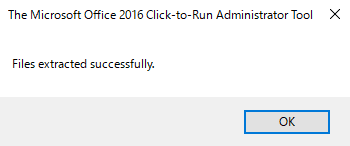 The Microsoft Office 2016 Click-to-Run Administrator Tool
Files extracted successfully.
OK